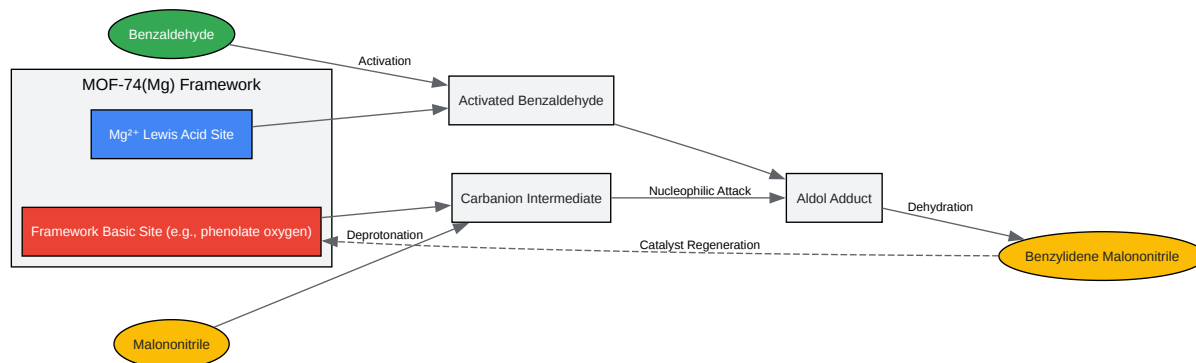 Benzaldehyde
Activation
MOF-74(Mg) Framework
Mg²⁺ Lewis Acid Site
Activated Benzaldehyde
Framework Basic Site (e.g., phenolate oxygen)
Deprotonation
Carbanion Intermediate
Nucleophilic Attack
Aldol Adduct
Dehydration
Catalyst Regeneration
Benzylidene Malononitrile
Malononitrile